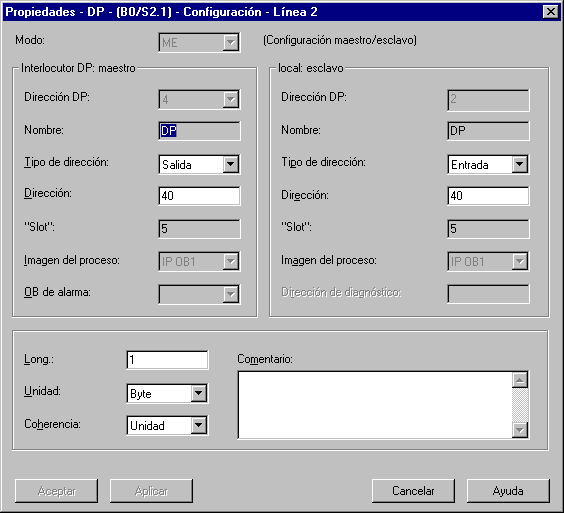 Propiedades - DP - (B0/S2.1) - Configuración - Línea 2
Modo: ME (Configuración maestro/esclavo)
Interlocutor DP: maestro
Dirección DP: 4
Nombre: DP
Tipo de dirección: Salida
Dirección: 40
"Slot": 5
Imagen del proceso: IP OB1
OB de alarma:
local: esclavo
Dirección DP: 2
Nombre: DP
Tipo de dirección: Entrada
Dirección: 40
"Slot": 5
Imagen del proceso: IP OB1
Dirección de diagnóstico:
Long.: 1
Unidad: Byte
Coherencia: Unidad
Comentario:
Aceptar Aplicar Cancelar Ayuda